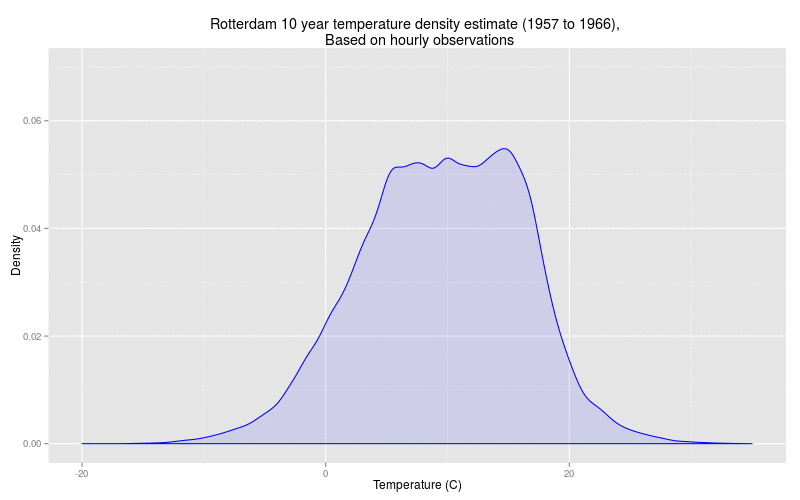 Rotterdam 10 year temperature density estimate (1957 to 1966),
Based on hourly observations
0.06
0.04
0.02
0.00
Density
-20
0
20
Temperature (C)